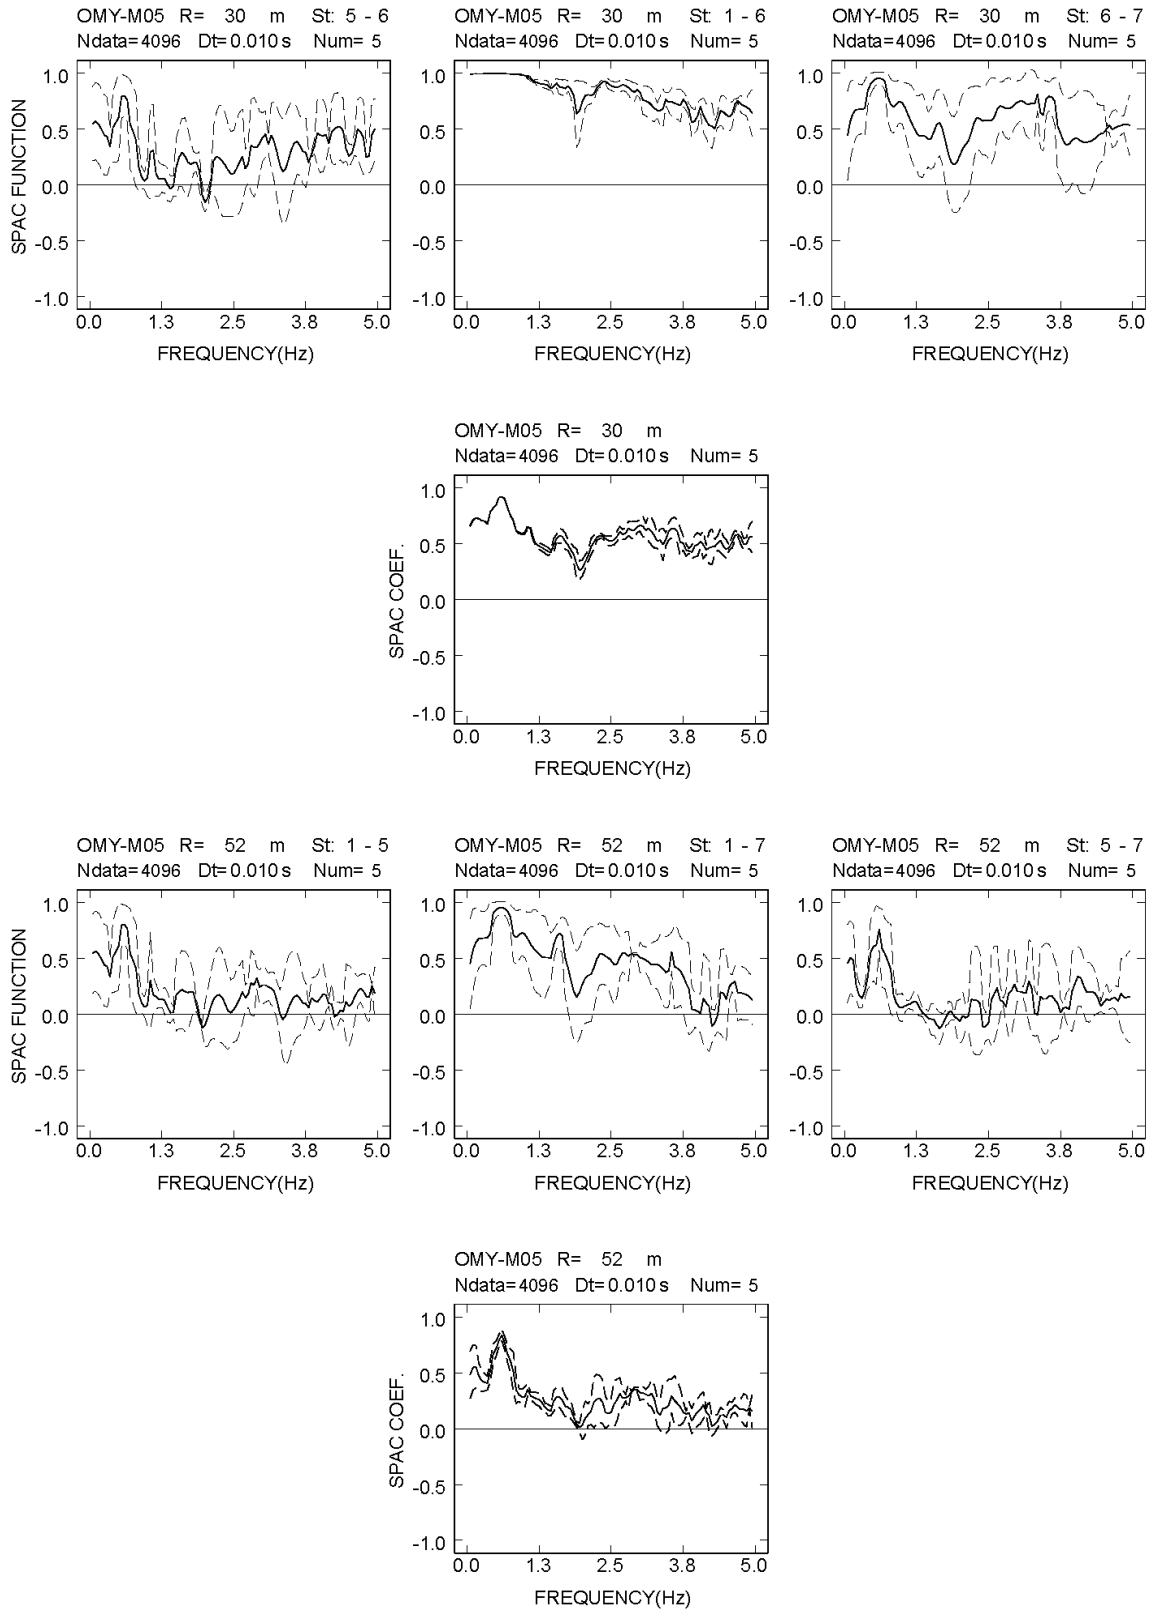 OMY-M05 R= 30 m St: 5 - 6
Ndata=4096 Dt=0.010 s Num= 5
SPAC FUNCTION
1.0
0.5
0.0
-0.5
-1.0
0.0 1.3 2.5 3.8 5.0
FREQUENCY(Hz)
OMY-M05 R= 30 m St: 1 - 6
Ndata=4096 Dt=0.010 s Num= 5
1.0
0.5
0.0
-0.5
-1.0
0.0 1.3 2.5 3.8 5.0
FREQUENCY(Hz)
OMY-M05 R= 30 m St: 6 - 7
Ndata=4096 Dt=0.010 s Num= 5
1.0
0.5
0.0
-0.5
-1.0
0.0 1.3 2.5 3.8 5.0
FREQUENCY(Hz)
OMY-M05 R= 30 m
Ndata=4096 Dt=0.010 s Num= 5
SPAC COEF.
1.0
0.5
0.0
-0.5
-1.0
0.0 1.3 2.5 3.8 5.0
FREQUENCY(Hz)
OMY-M05 R= 52 m St: 1 - 5
Ndata=4096 Dt=0.010 s Num= 5
SPAC FUNCTION
1.0
0.5
0.0
-0.5
-1.0
0.0 1.3 2.5 3.8 5.0
FREQUENCY(Hz)
OMY-M05 R= 52 m St: 1 - 7
Ndata=4096 Dt=0.010 s Num= 5
1.0
0.5
0.0
-0.5
-1.0
0.0 1.3 2.5 3.8 5.0
FREQUENCY(Hz)
OMY-M05 R= 52 m St: 5 - 7
Ndata=4096 Dt=0.010 s Num= 5
1.0
0.5
0.0
-0.5
-1.0
0.0 1.3 2.5 3.8 5.0
FREQUENCY(Hz)
OMY-M05 R= 52 m
Ndata=4096 Dt=0.010 s Num= 5
SPAC COEF.
1.0
0.5
0.0
-0.5
-1.0
0.0 1.3 2.5 3.8 5.0
FREQUENCY(Hz)